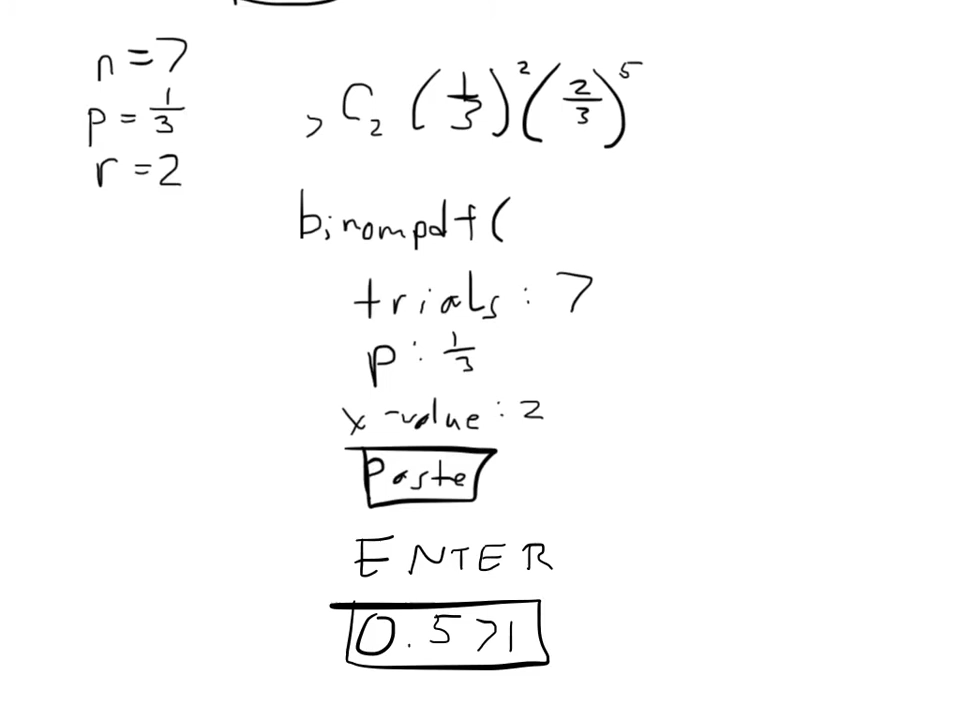 n = 7
p = 1/3
r = 2
₇C₂ (1/3)²(2/3)⁵
binompdf(
trials: 7
p: 1/3
x-value: 2
Paste
ENTER
0.571